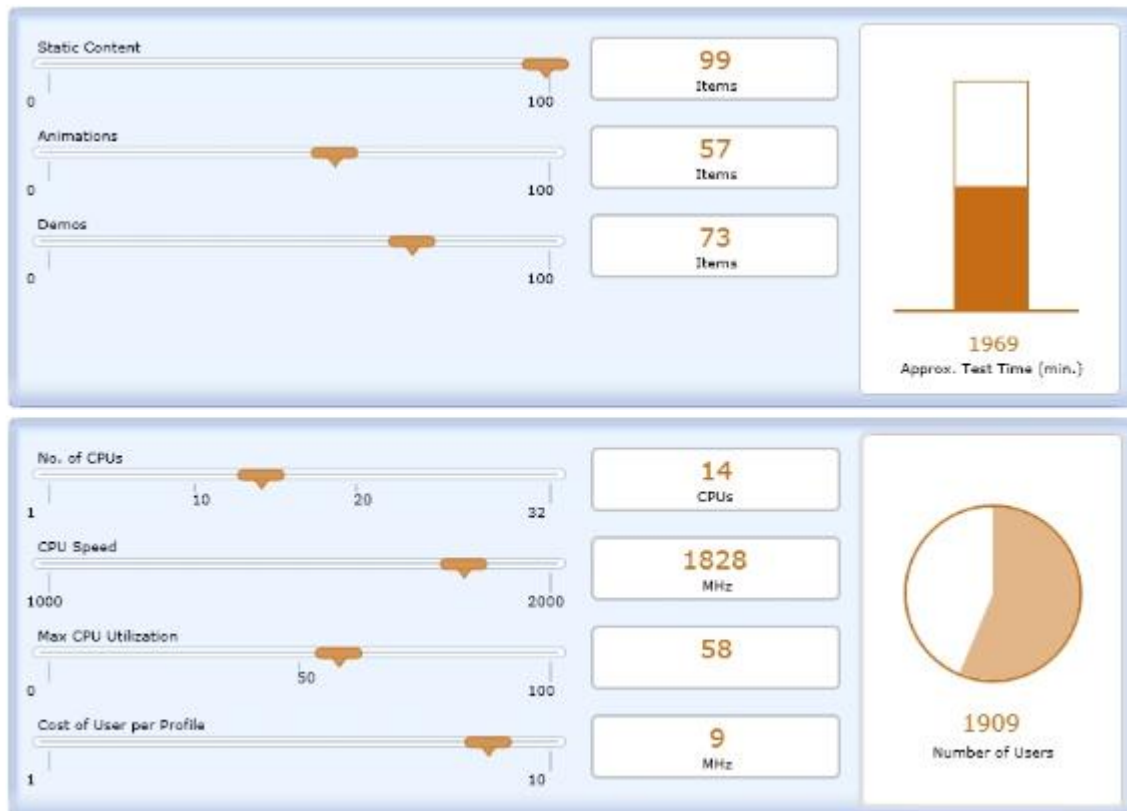 Static Content
0
100
99
Items
Animations
0
100
57
Items
Demos
0
100
73
Items
1969
Approx. Test Time (min.)
No. of CPUs
1
10
20
32
14
CPUs
CPU Speed
1000
2000
1828
MHz
Max CPU Utilization
0
50
100
58
Cost of User per Profile
1
10
9
MHz
1909
Number of Users